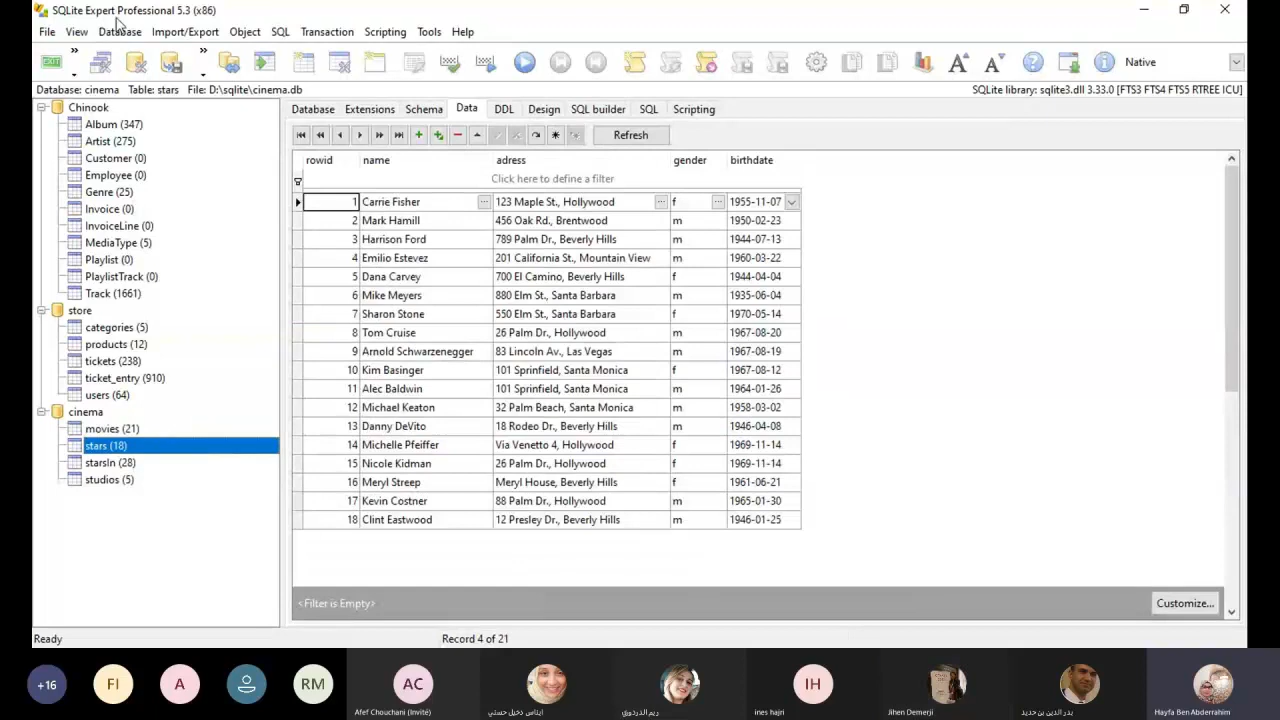 SQLite Expert Professional 5.3 (x86)
File View Database Import/Export Object SQL Transaction Scripting Tools Help
Native
Database: cinema Table: stars File: D:\sqlite\cinema.db SQLite library: sqlite3.dll 3.33.0 [FTS3 FTS4 FTS5 RTREE ICU]
Chinook
Album (347)
Artist (275)
Customer (0)
Employee (0)
Genre (25)
Invoice (0)
InvoiceLine (0)
MediaType (5)
Playlist (0)
PlaylistTrack (0)
Track (1661)
store
categories (5)
products (12)
tickets (238)
ticket_entry (910)
users (64)
cinema
movies (21)
stars (18)
starsIn (28)
studios (5)
Database Extensions Schema Data DDL Design SQL builder SQL Scripting
Refresh
rowid name adress gender birthdate
Click here to define a filter
1 Carrie Fisher 123 Maple St., Hollywood f 1955-11-07
2 Mark Hamill 456 Oak Rd., Brentwood m 1950-02-23
3 Harrison Ford 789 Palm Dr., Beverly Hills m 1944-07-13
4 Emilio Estevez 201 California St., Mountain View m 1960-03-22
5 Dana Carvey 700 El Camino, Beverly Hills f 1944-04-04
6 Mike Meyers 880 Elm St., Santa Barbara m 1935-06-04
7 Sharon Stone 550 Elm St., Santa Barbara f 1970-05-14
8 Tom Cruise 26 Palm Dr., Hollywood m 1967-08-20
9 Arnold Schwarzenegger 83 Lincoln Av., Las Vegas m 1967-08-19
10 Kim Basinger 101 Sprinfield, Santa Monica f 1967-08-12
11 Alec Baldwin 101 Sprinfield, Santa Monica m 1964-01-26
12 Michael Keaton 32 Palm Beach, Santa Monica m 1958-03-02
13 Danny DeVito 18 Rodeo Dr., Beverly Hills m 1946-04-08
14 Michelle Pfeiffer Via Venetto 4, Hollywood f 1969-11-14
15 Nicole Kidman 26 Palm Dr., Hollywood f 1969-11-14
16 Meryl Streep Meryl House, Beverly Hills f 1961-06-21
17 Kevin Costner 88 Palm Dr., Hollywood m 1965-01-30
18 Clint Eastwood 12 Presley Dr., Beverly Hills m 1946-01-25
<Filter is Empty> Customize...
Ready Record 4 of 21
+16 FI A RM AC IH
Afef Chouchani (Invité) ايناس دخيل حسني ريم الدردوري ines hajri Jihen Demerji بدر الدين بن حديد Hayfa Ben Abderrahim